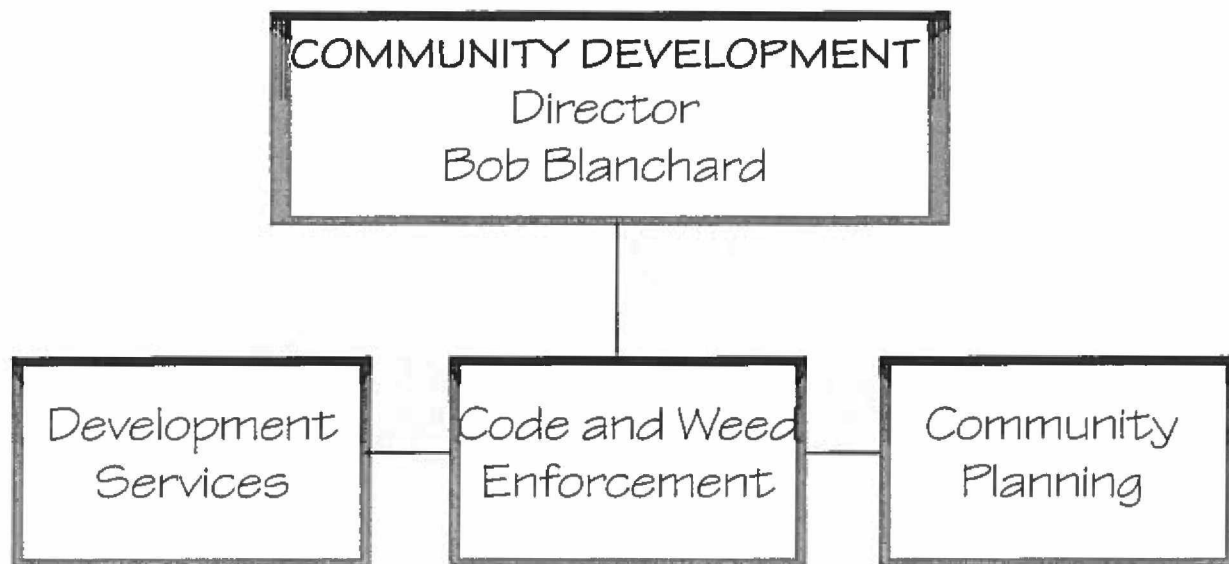 COMMUNITY DEVELOPMENT
Director
Bob Blanchard
Development
Services
Code and Weed
Enforcement
Community
Planning